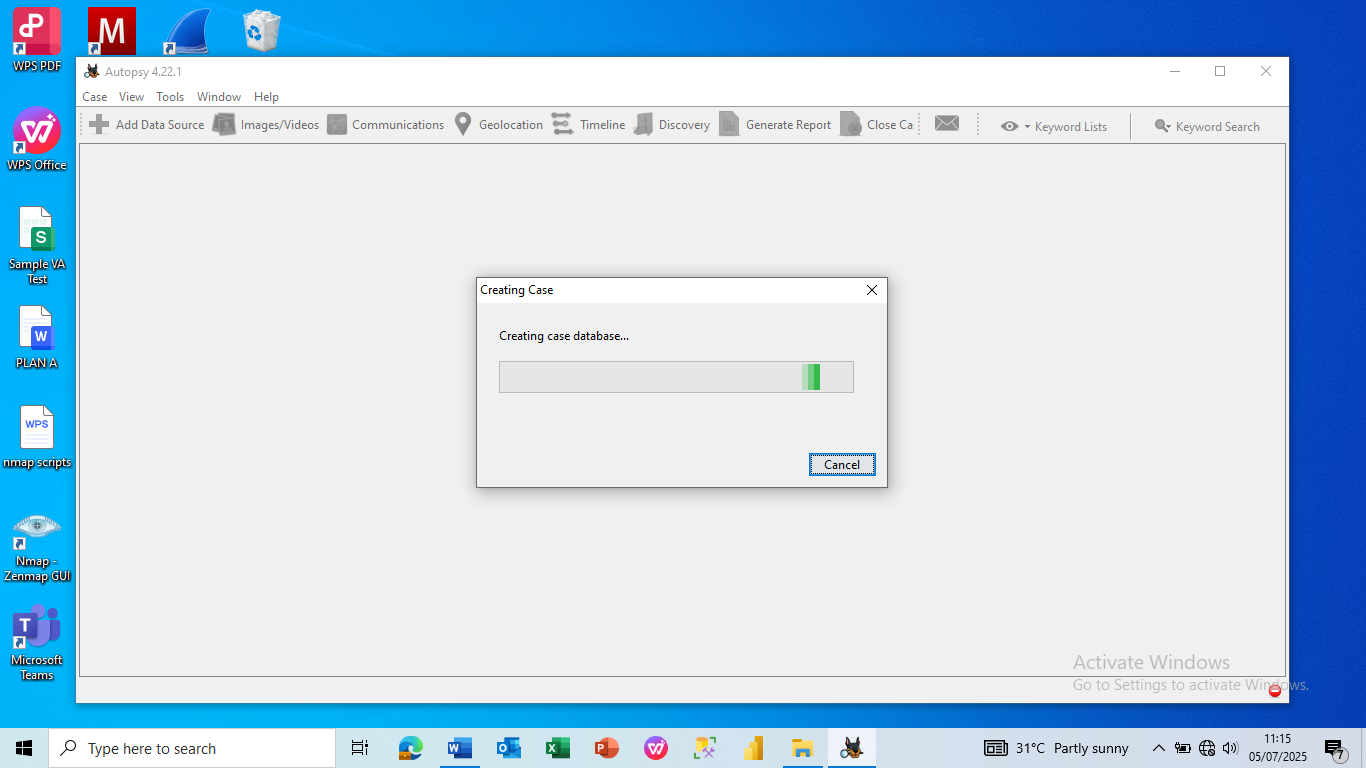 WPS PDF
Autopsy 4.22.1
Case View Tools Window Help
Add Data Source Images/Videos Communications Geolocation Timeline Discovery Generate Report Close Ca Keyword Lists Keyword Search
WPS Office
S
Sample VA
Test
W
PLAN A
WPS
nmap scripts
Nmap -
Zenmap GUI
T
Microsoft
Teams
Creating Case
Creating case database...
Cancel
Activate Windows
Go to Settings to activate Windows.
Type here to search
31°C Partly sunny
11:15
05/07/2025
7